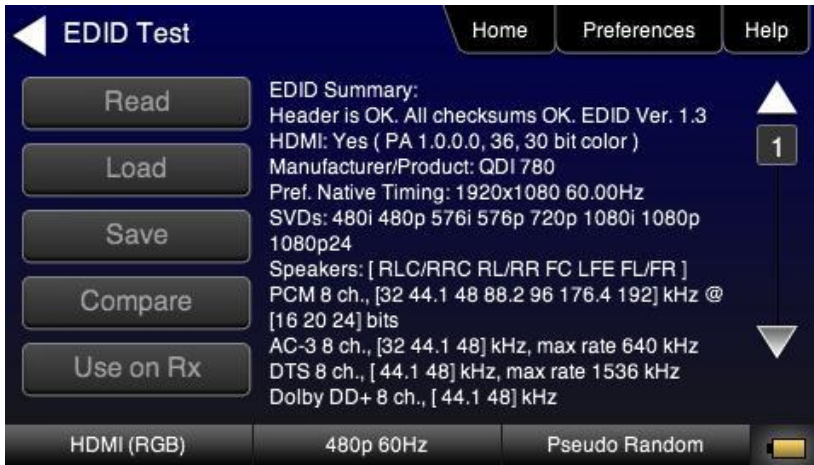 EDID Test
Home
Preferences
Help
Read
Load
Save
Compare
Use on Rx
EDID Summary:
Header is OK. All checksums OK. EDID Ver. 1.3
HDMI: Yes ( PA 1.0.0.0, 36, 30 bit color )
Manufacturer/Product: QDI 780
Pref. Native Timing: 1920x1080 60.00Hz
SVDs: 480i 480p 576i 576p 720p 1080i 1080p
1080p24
Speakers: [ RLC/RRC RL/RR FC LFE FL/FR ]
PCM 8 ch., [32 44.1 48 88.2 96 176.4 192] kHz @
[16 20 24] bits
AC-3 8 ch., [32 44.1 48] kHz, max rate 640 kHz
DTS 8 ch., [ 44.1 48] kHz, max rate 1536 kHz
Dolby DD+ 8 ch., [ 44.1 48] kHz
1
HDMI (RGB)
480p 60Hz
Pseudo Random